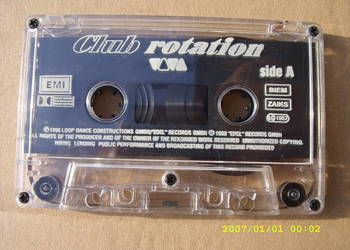 Club rotation
VIVA
side A
EMI
BIEM
ZAIKS
DOLBY
℗ 1998 LOOP DANCE CONSTRUCTIONS GMBH/"EDEL" RECORDS GMBH © 1998 "EDEL" RECORDS GMBH
ALL RIGHTS OF THE PRODUCER AND OF THE OWNER OF THE RECORDED WORK RESERVED UNAUTHORIZED COPYING,
HIRING LENDING PUBLIC PERFORMANCE AND BROADCASTING OF THIS RECORD PROHIBITED
2007/01/01 00:02